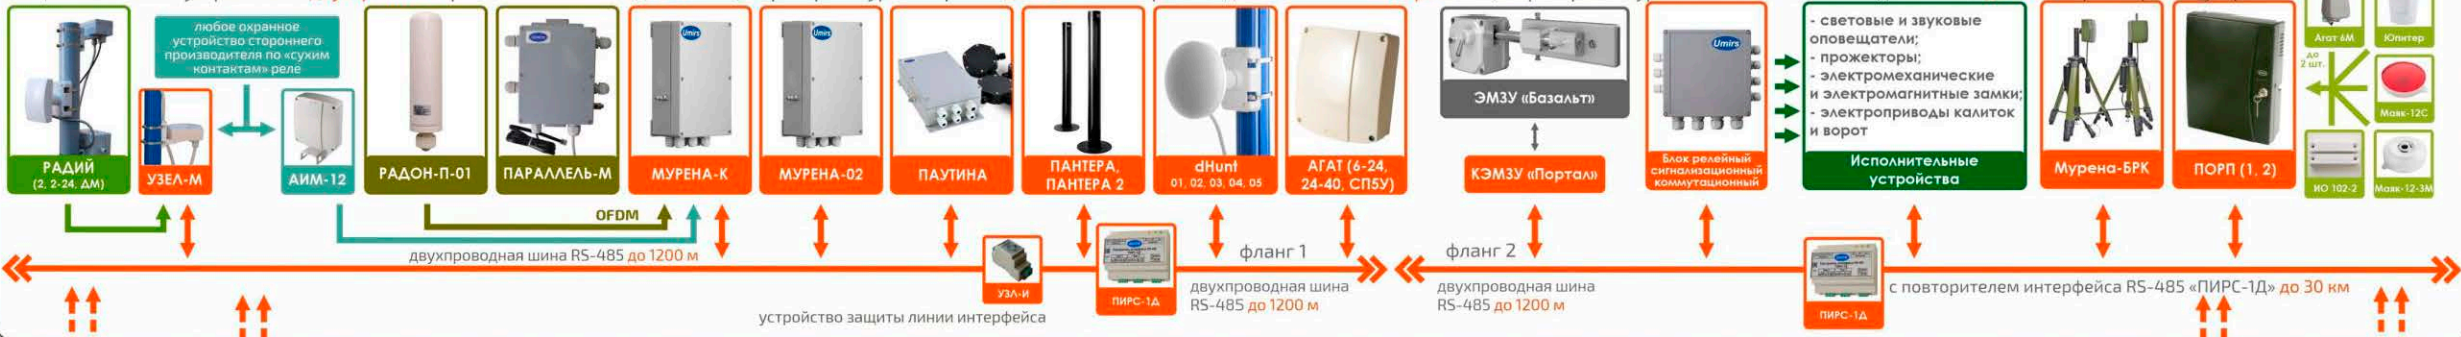 любое охранное
устройство стороннего
производителя по «сухим
контактам» реле
РАДИЙ
(2, 2-24, ДМ)
УЗЕЛ-М
АИМ-12
РАДОН-П-01
ПАРАЛЛЕЛЬ-М
Umirs
МУРЕНА-К
Umirs
МУРЕНА-02
ПАУТИНА
ПАНТЕРА,
ПАНТЕРА 2
dHunt
01, 02, 03, 04, 05
АГАТ (6-24,
24-40, СП5У)
ЭМЗУ «Базальт»
КЭМЗУ «Портал»
Umirs
Блок релейный
сигнализационный
коммутационный
- световые и звуковые
оповещатели;
- прожекторы;
- электромеханические
и электромагнитные замки;
- электроприводы калиток
и ворот
Исполнительные
устройства
Мурена-БРК
ПОРП (1, 2)
Агат 6М
Юпитер
до
2 шт.
Маяк-12С
ИО 102-2
Маяк-12-3М
OFDM
двухпроводная шина RS-485 до 1200 м
УЗЛ-И
устройство защиты линии интерфейса
ПИРС-1Д
фланг 1
двухпроводная шина
RS-485 до 1200 м
фланг 2
двухпроводная шина
RS-485 до 1200 м
ПИРС-1Д
с повторителем интерфейса RS-485 «ПИРС-1Д» до 30 км